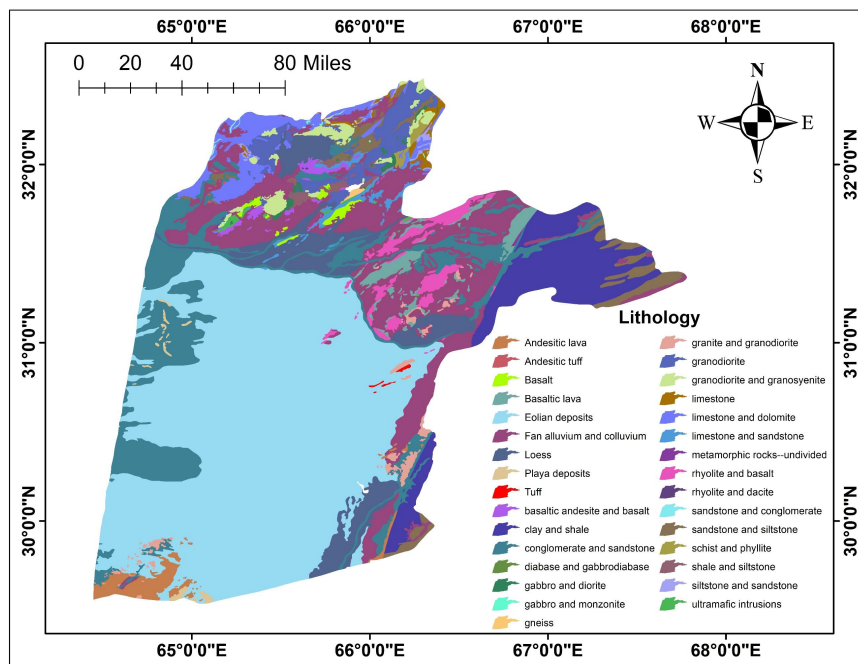 65°0'0"E 66°0'0"E 67°0'0"E 68°0'0"E
0 20 40 80 Miles
N
W E
S
32°0'0"N
31°0'0"N
30°0'0"N
32°0'0"N
31°0'0"N
30°0'0"N
Lithology
Andesitic lava
Andesitic tuff
Basalt
Basaltic lava
Eolian deposits
Fan alluvium and colluvium
Loess
Playa deposits
Tuff
basaltic andesite and basalt
clay and shale
conglomerate and sandstone
diabase and gabbrodiabase
gabbro and diorite
gabbro and monzonite
gneiss
granite and granodiorite
granodiorite
granodiorite and granosyenite
limestone
limestone and dolomite
limestone and sandstone
metamorphic rocks--undivided
rhyolite and basalt
rhyolite and dacite
sandstone and conglomerate
sandstone and siltstone
schist and phyllite
shale and siltstone
siltstone and sandstone
ultramafic intrusions
65°0'0"E 66°0'0"E 67°0'0"E 68°0'0"E